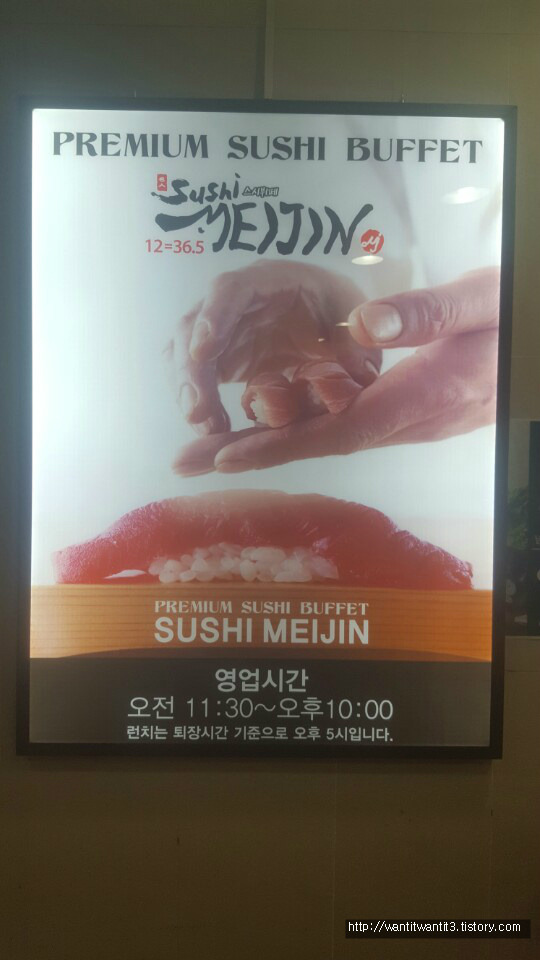 PREMIUM SUSHI BUFFET
Sushi 스시뷔페
MEIJIN
12=36.5
PREMIUM SUSHI BUFFET
SUSHI MEIJIN
영업시간
오전 11:30~오후10:00
런치는 퇴장시간 기준으로 오후 5시입니다.
http://wantitwantit3.tistory.com